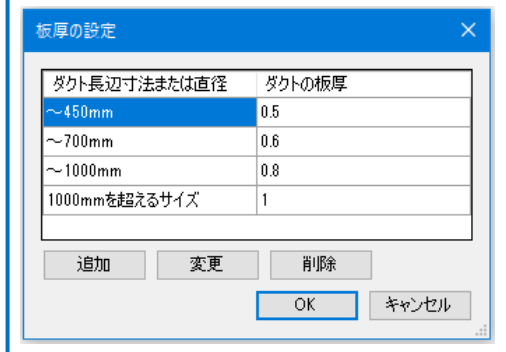 板厚の設定
ダクト長辺寸法または直径 ダクトの板厚
～450mm 0.5
～700mm 0.6
～1000mm 0.8
1000mmを超えるサイズ 1
追加 変更 削除
OK キャンセル